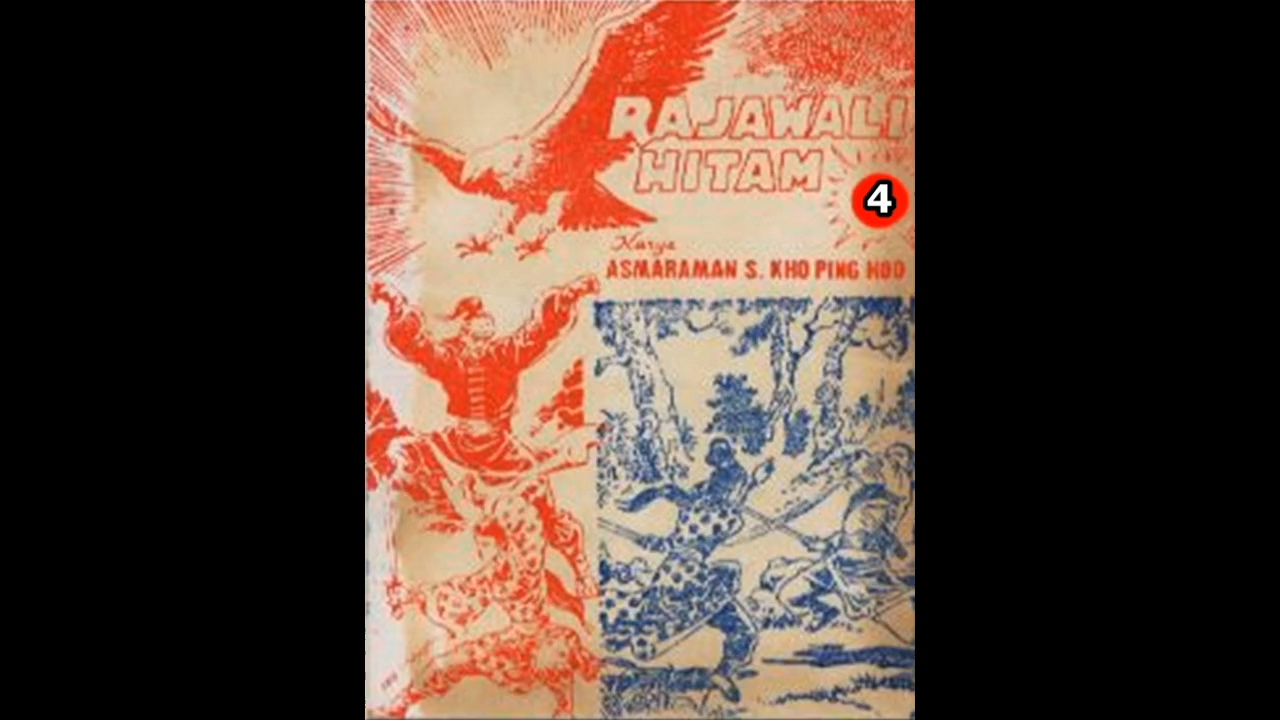 RAJAWALI
HITAM
4
Karya
ASMARAMAN S. KHO PING HOO